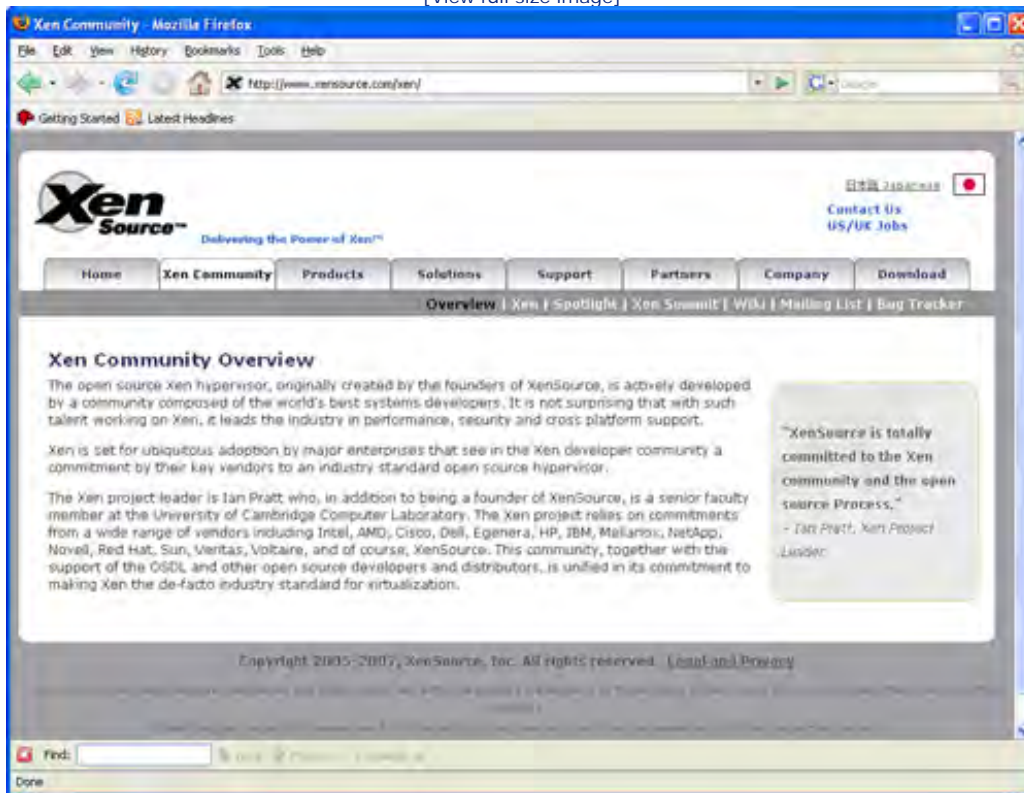 [View full size image]
Xen Community - Mozilla Firefox
File Edit View History Bookmarks Tools Help
http://www.xensource.com/xen/
Getting Started Latest Headlines
Xen
Source™
Delivering the Power of Xen™
日本語 Japanese
Contact Us
US/UK Jobs
Home Xen Community Products Solutions Support Partners Company Download
Overview | Xen | Spotlight | Xen Summit | Wiki | Mailing List | Bug Tracker
Xen Community Overview
The open source Xen hypervisor, originally created by the founders of XenSource, is actively developed
by a community composed of the world's best systems developers. It is not surprising that with such
talent working on Xen, it leads the industry in performance, security and cross platform support.
Xen is set for ubiquitous adoption by major enterprises that see in the Xen developer community a
commitment by their key vendors to an industry standard open source hypervisor.
The Xen project leader is Ian Pratt who, in addition to being a founder of XenSource, is a senior faculty
member at the University of Cambridge Computer Laboratory. The Xen project relies on commitments
from a wide range of vendors including Intel, AMD, Cisco, Dell, Egenera, HP, IBM, Mellanox, NetApp,
Novell, Red Hat, Sun, Veritas, Voltaire, and of course, XenSource. This community, together with the
support of the OSDL and other open source developers and distributors, is unified in its commitment to
making Xen the de-facto industry standard for virtualization.
"XenSource is totally
committed to the Xen
community and the open
source Process."
- Ian Pratt, Xen Project
Leader
Copyright 2005-2007, XenSource, Inc. All rights reserved. Legal and Privacy
Find:
Done